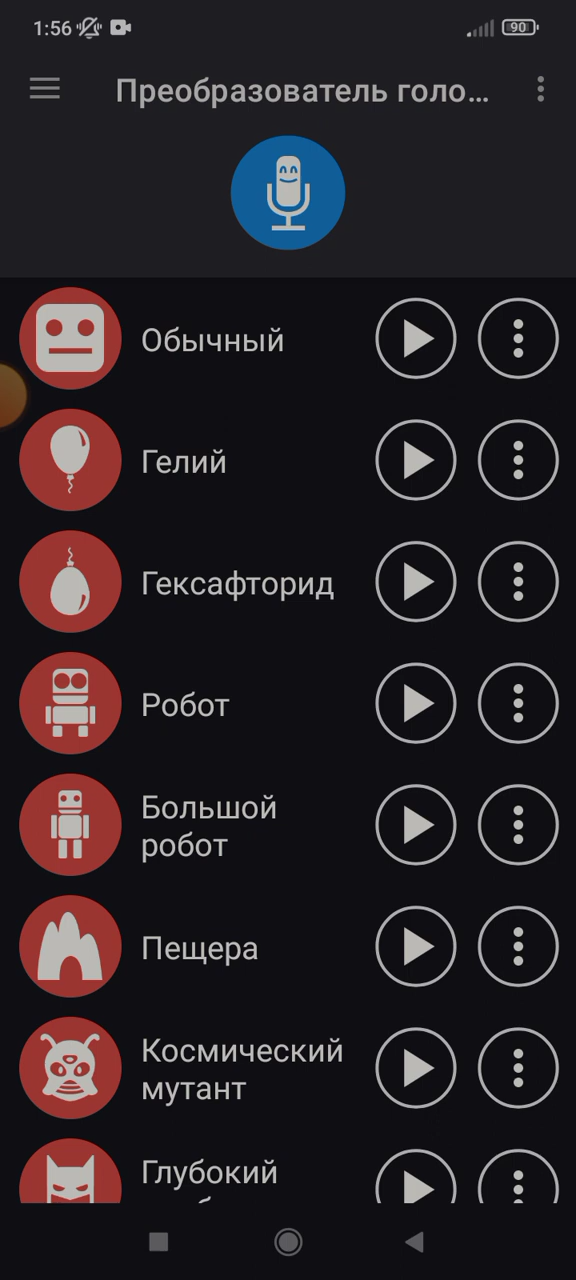 1:56 90
Преобразователь голо...
Обычный
Гелий
Гексафторид
Робот
Большой
робот
Пещера
Космический
мутант
Глубокий